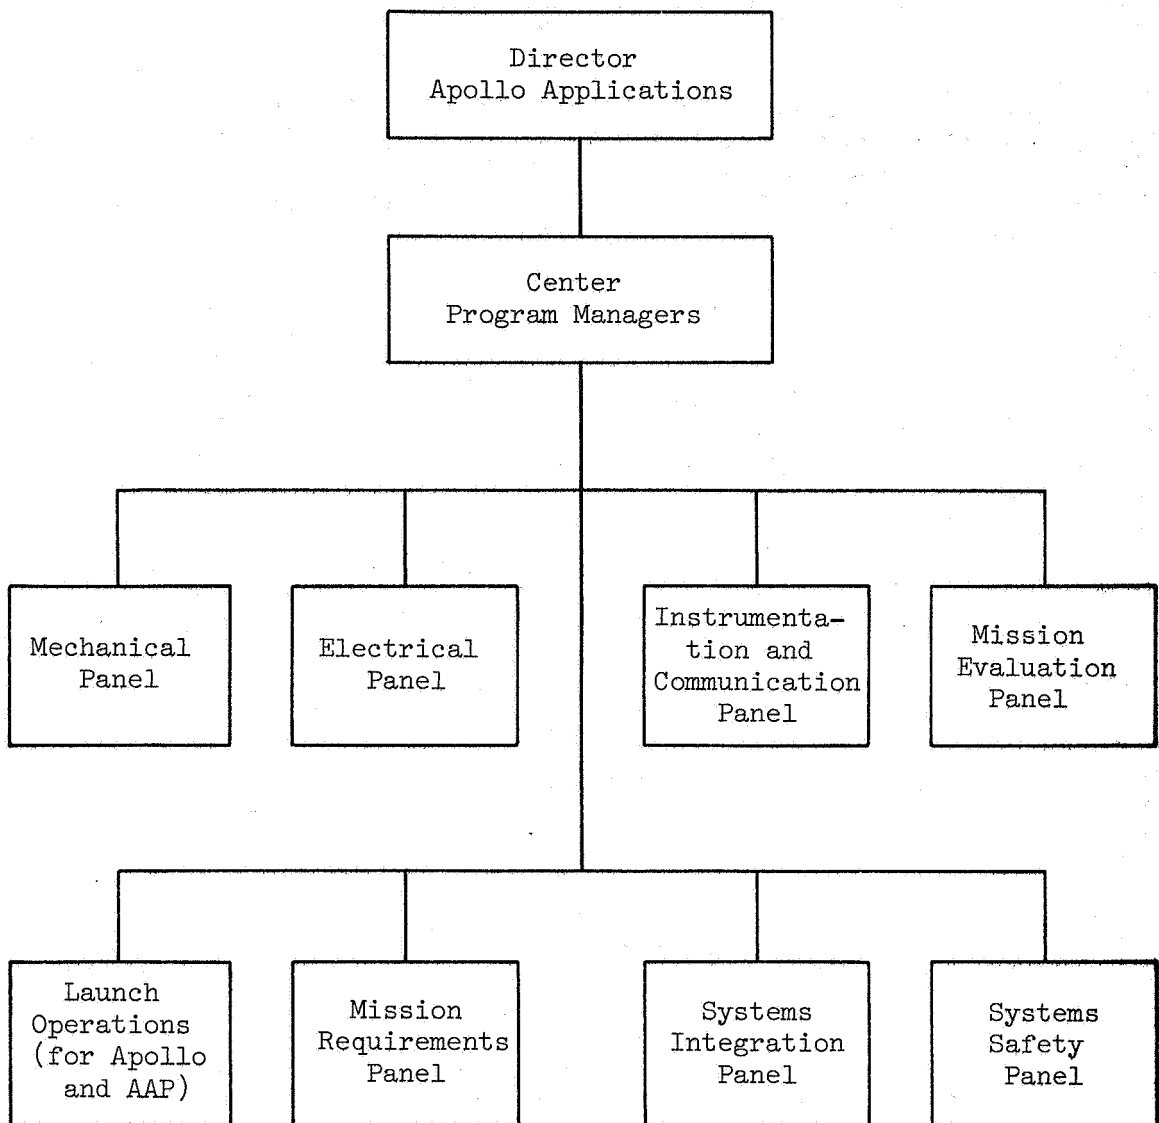 Director
Apollo Applications
Center
Program Managers
Mechanical
Panel
Electrical
Panel
Instrumenta-
tion and
Communication
Panel
Mission
Evaluation
Panel
Launch
Operations
(for Apollo
and AAP)
Mission
Requirements
Panel
Systems
Integration
Panel
Systems
Safety
Panel